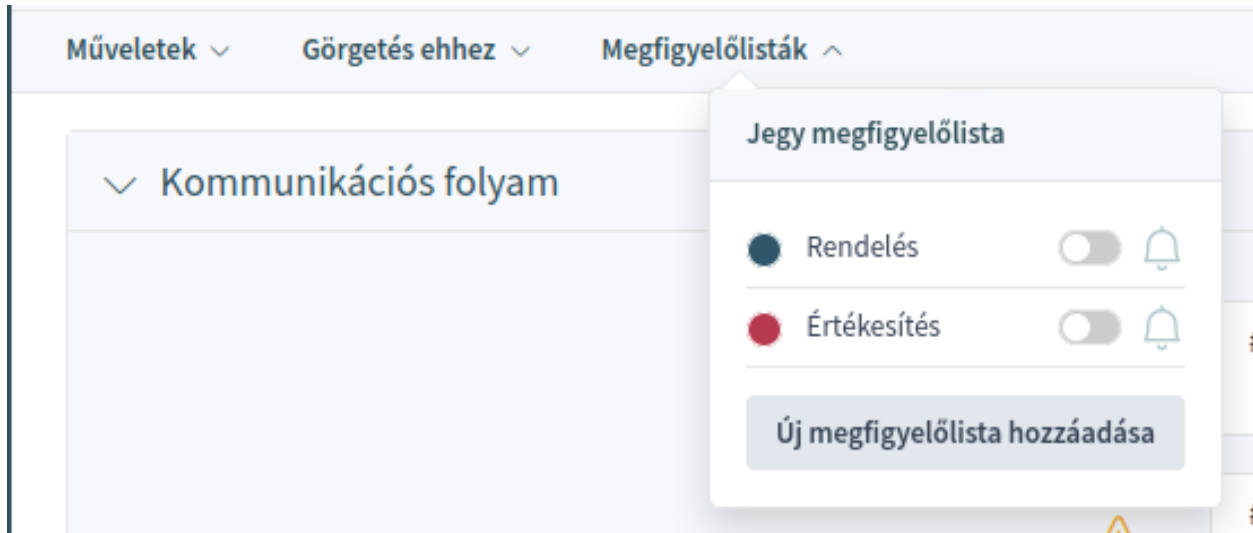 Műveletek Görgetés ehhez Megfigyelőlisták
Jegy megfigyelőlista
Kommunikációs folyam
Rendelés
Értékesítés
Új megfigyelőlista hozzáadása